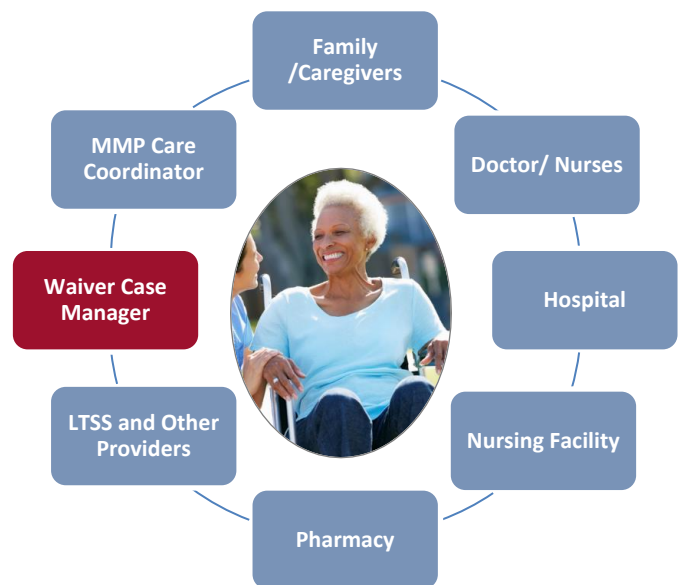 Family
/Caregivers
Doctor/ Nurses
Hospital
Nursing Facility
Pharmacy
LTSS and Other
Providers
Waiver Case
Manager
MMP Care
Coordinator